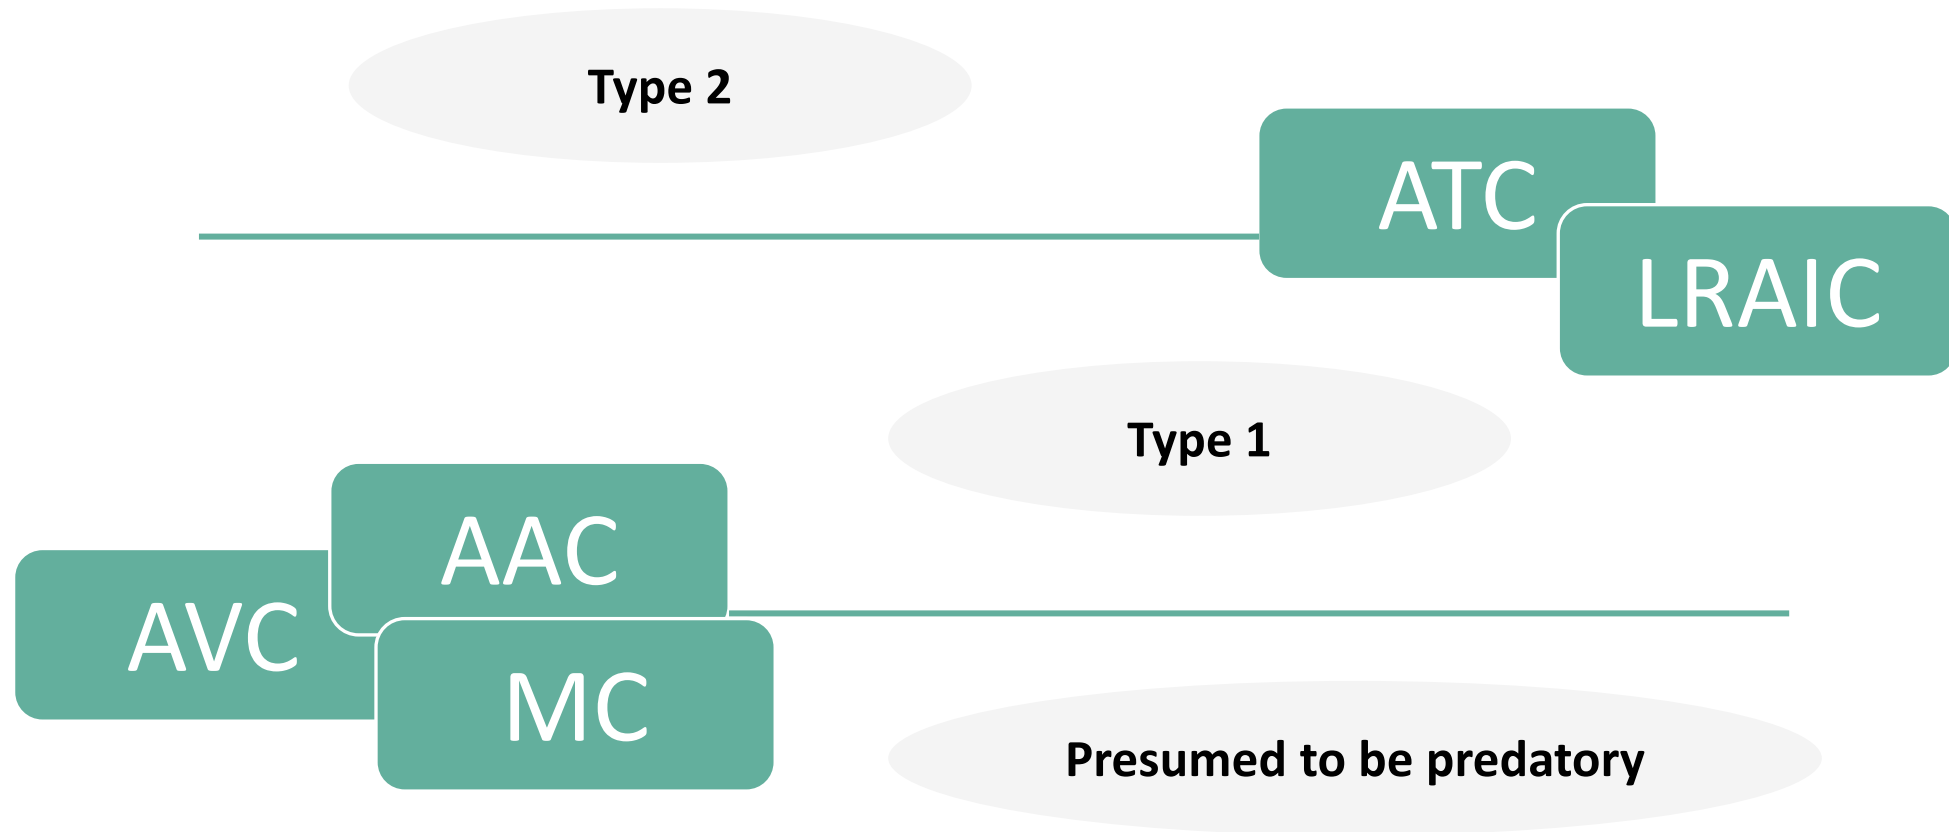 Type 2
ATC
LRAIC
Type 1
AAC
AVC
MC
Presumed to be predatory